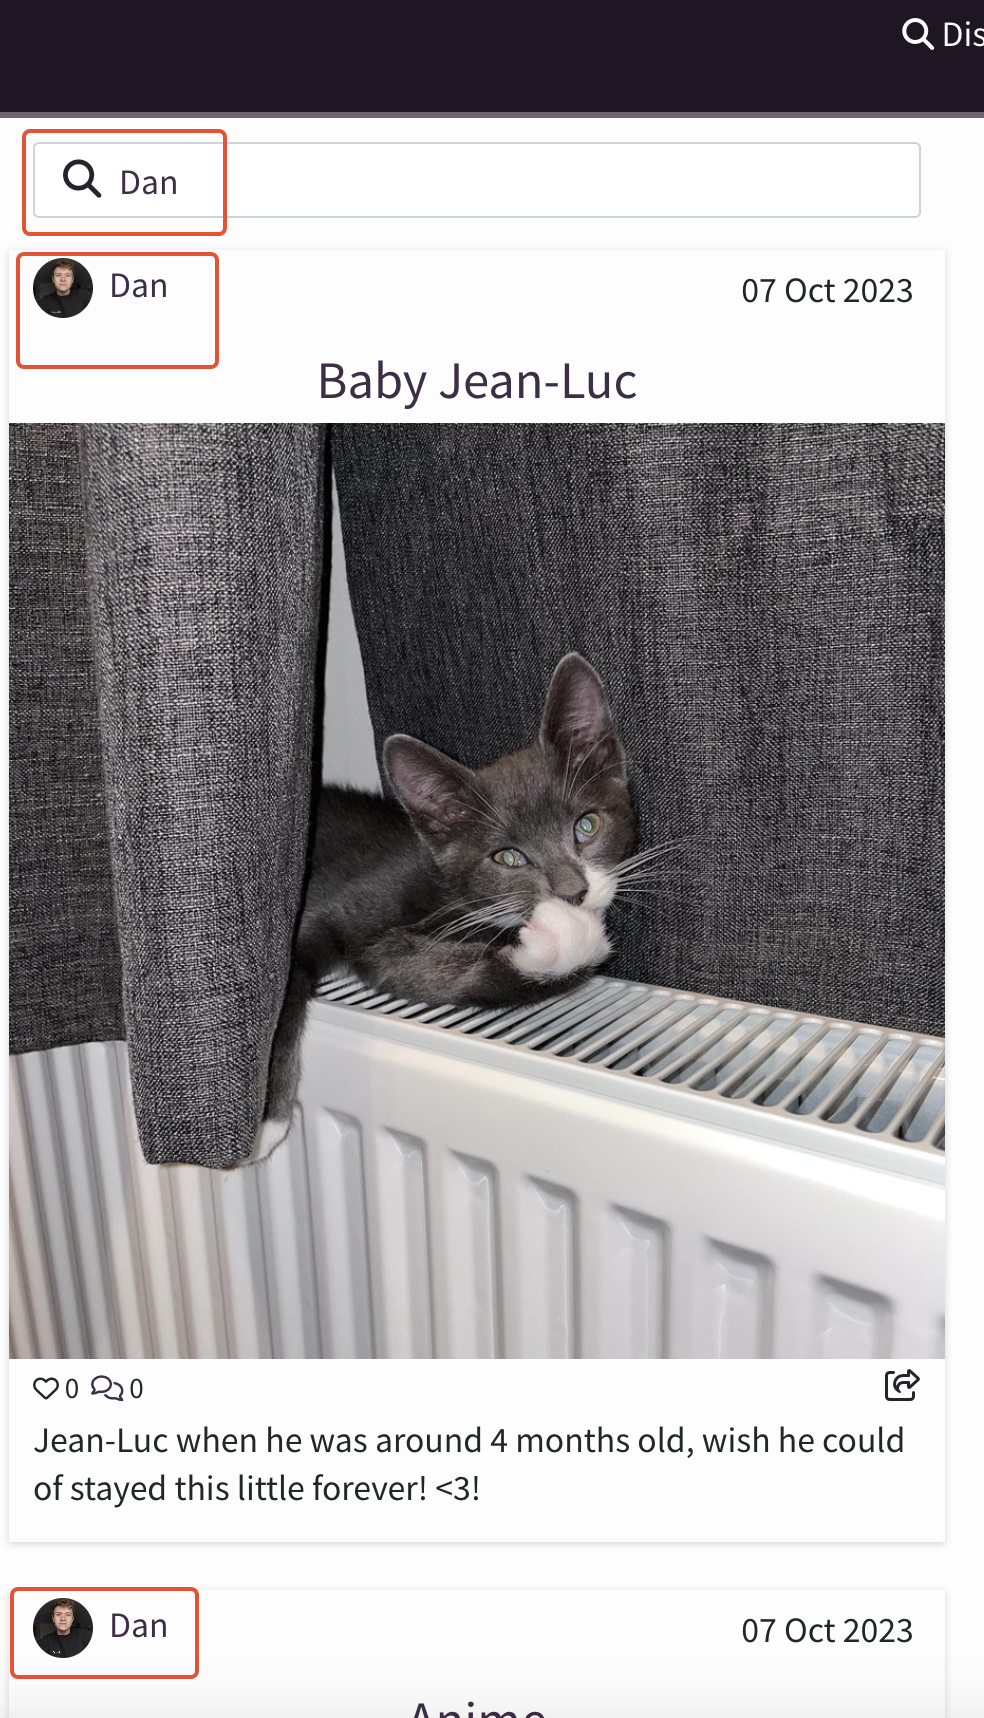 Dis
Dan
Dan
07 Oct 2023
Baby Jean-Luc
0 0
Jean-Luc when he was around 4 months old, wish he could
of stayed this little forever! <3!
Dan
07 Oct 2023
Anime